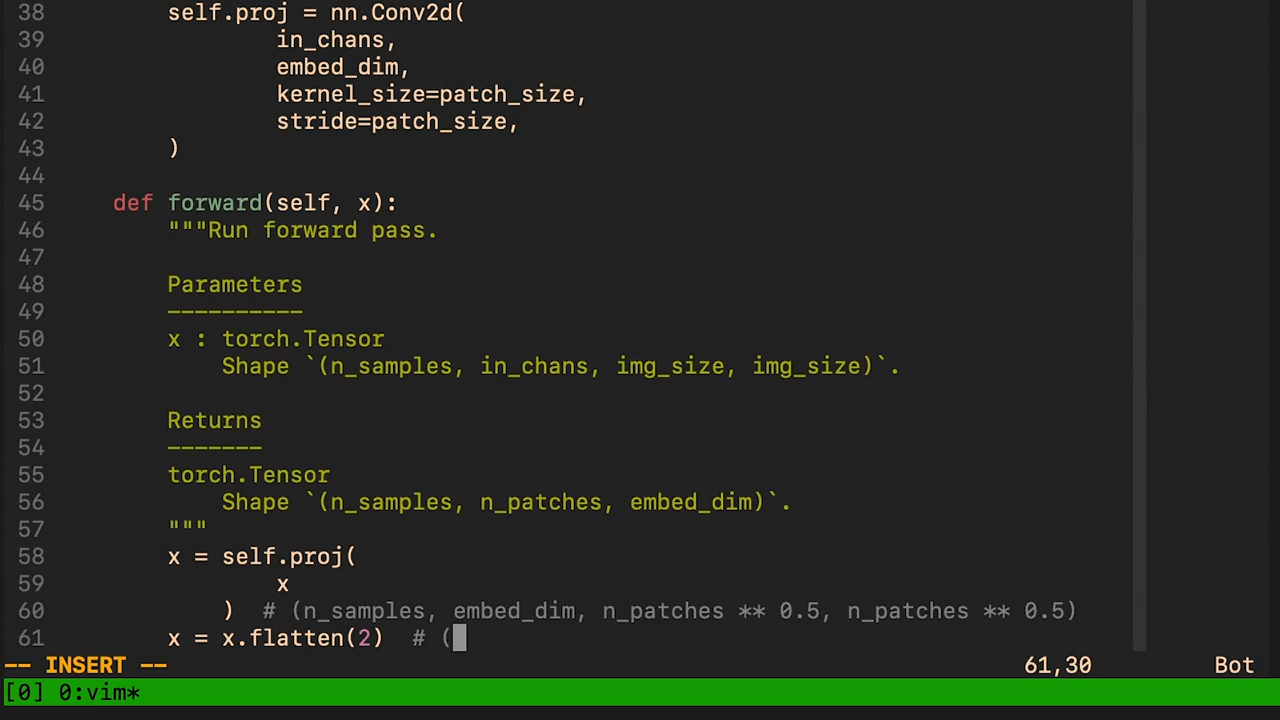 38         self.proj = nn.Conv2d(
39                 in_chans,
40                 embed_dim,
41                 kernel_size=patch_size,
42                 stride=patch_size,
43         )
44
45     def forward(self, x):
46         """Run forward pass.
47
48         Parameters
49         ----------
50         x : torch.Tensor
51             Shape `(n_samples, in_chans, img_size, img_size)`.
52
53         Returns
54         -------
55         torch.Tensor
56             Shape `(n_samples, n_patches, embed_dim)`.
57         """
58         x = self.proj(
59                 x
60             )  # (n_samples, embed_dim, n_patches ** 0.5, n_patches ** 0.5)
61         x = x.flatten(2)  # (
-- INSERT --                                                               61,30         Bot
[0] 0:vim*